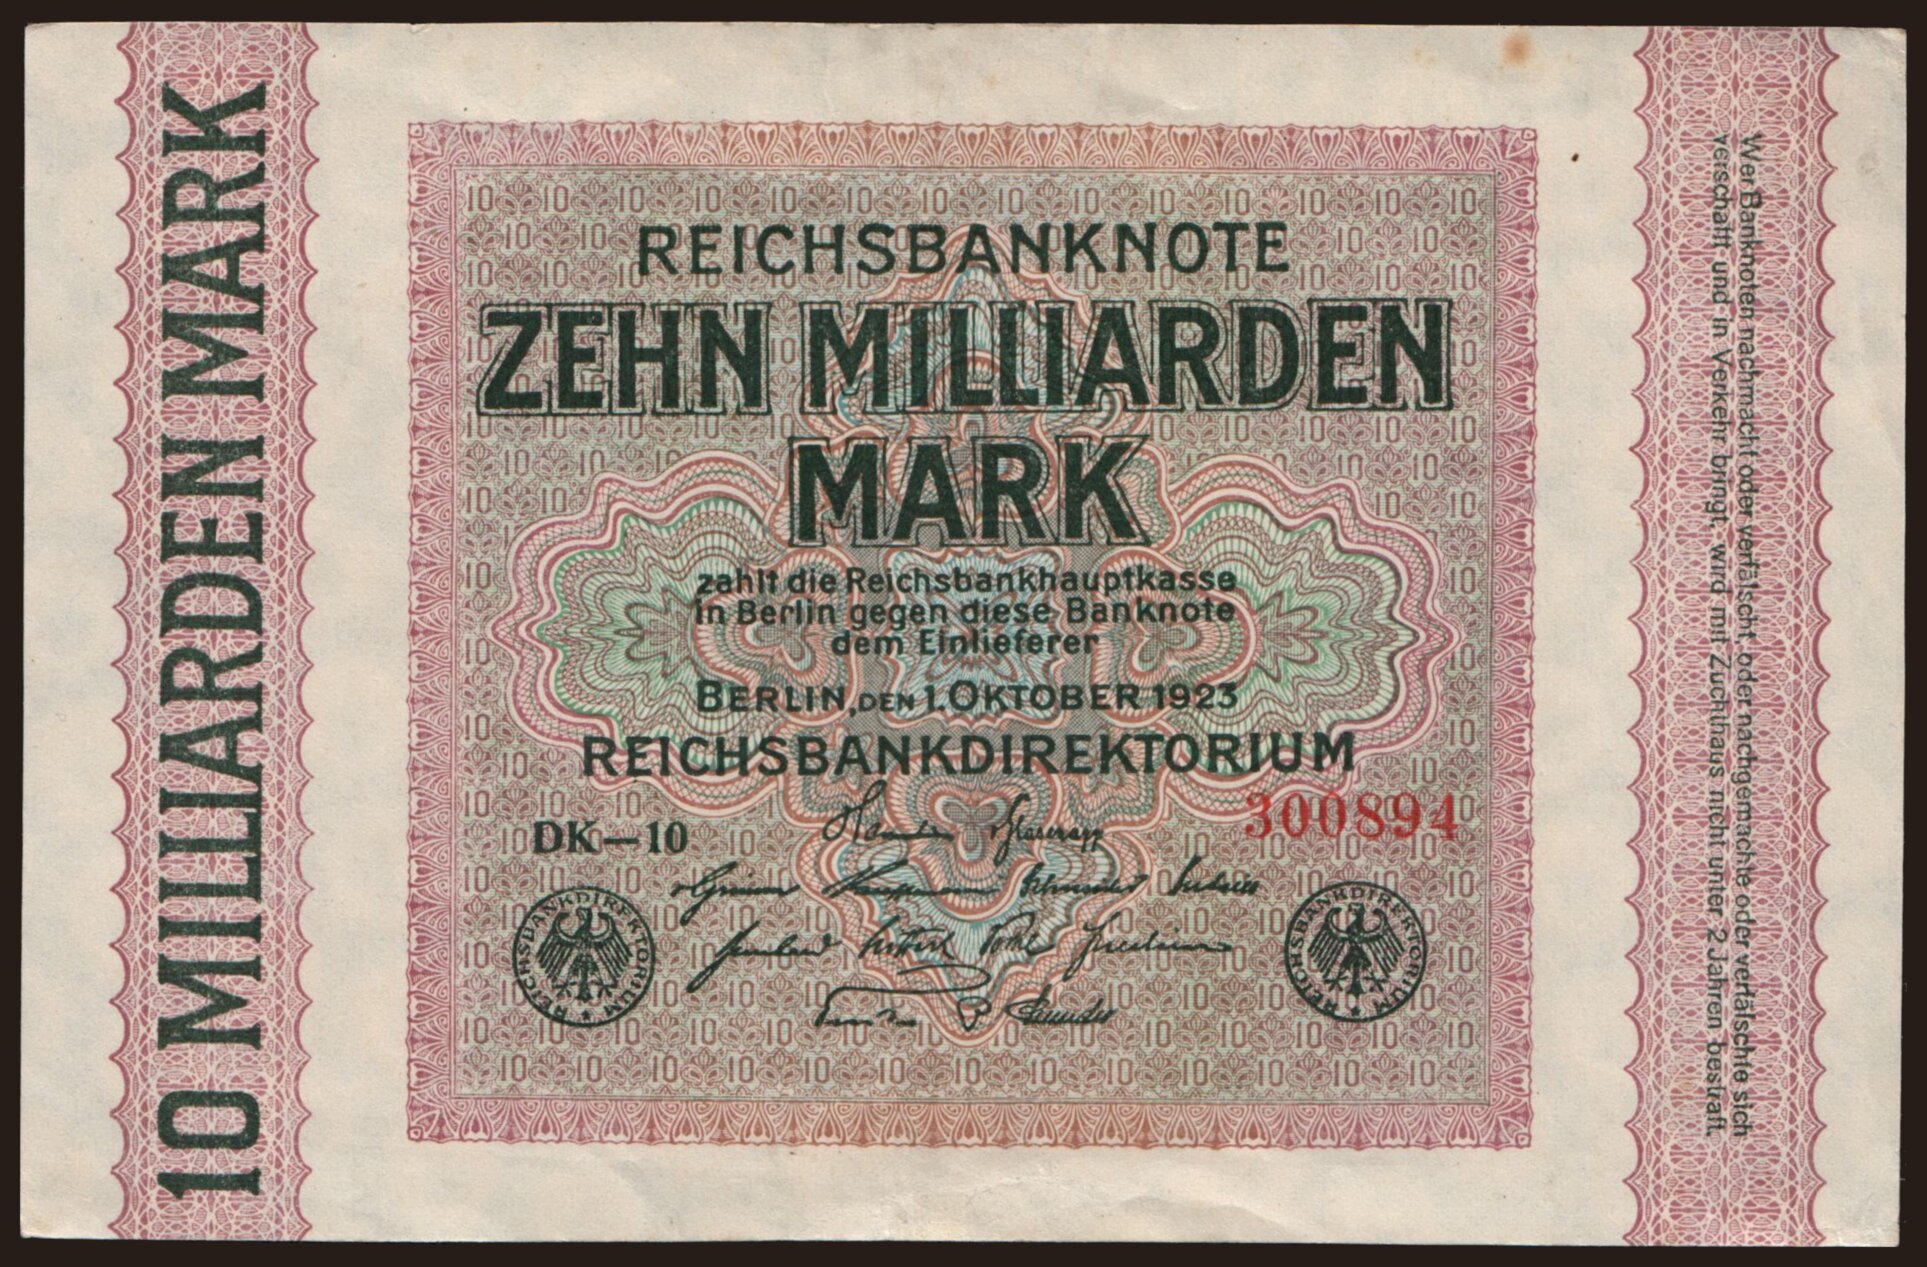 10 MILLIARDEN MARK
REICHSBANKNOTE
ZEHN MILLIARDEN
MARK
zahlt die Reichsbankhauptkasse
in Berlin gegen diese Banknote
dem Einlieferer
BERLIN, DEN 1. OKTOBER 1923
REICHSBANKDIREKTORIUM
DK—10
300894
REICHSBANKDIREKTORIUM
REICHSBANKDIREKTORIUM
Wer Banknoten nachmacht oder verfälscht, oder nachgemachte oder verfälschte sich
verschafft und in Verkehr bringt, wird mit Zuchthaus nicht unter 2 Jahren bestraft.